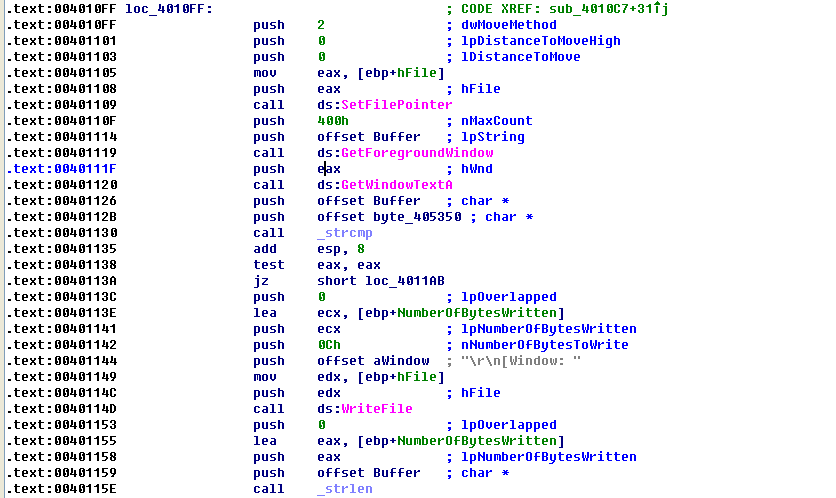 .text:004010FF loc_4010FF: ; CODE XREF: sub_4010C7+31↑j
.text:004010FF push 2 ; dwMoveMethod
.text:00401101 push 0 ; lpDistanceToMoveHigh
.text:00401103 push 0 ; lDistanceToMove
.text:00401105 mov eax, [ebp+hFile]
.text:00401108 push eax ; hFile
.text:00401109 call ds:SetFilePointer
.text:0040110F push 400h ; nMaxCount
.text:00401114 push offset Buffer ; lpString
.text:00401119 call ds:GetForegroundWindow
.text:0040111F push eax ; hWnd
.text:00401120 call ds:GetWindowTextA
.text:00401126 push offset Buffer ; char *
.text:0040112B push offset byte_405350 ; char *
.text:00401130 call _strcmp
.text:00401135 add esp, 8
.text:00401138 test eax, eax
.text:0040113A jz short loc_4011AB
.text:0040113C push 0 ; lpOverlapped
.text:0040113E lea ecx, [ebp+NumberOfBytesWritten]
.text:00401141 push ecx ; lpNumberOfBytesWritten
.text:00401142 push 0Ch ; nNumberOfBytesToWrite
.text:00401144 push offset aWindow ; "\r\n[Window: "
.text:00401149 mov edx, [ebp+hFile]
.text:0040114C push edx ; hFile
.text:0040114D call ds:WriteFile
.text:00401153 push 0 ; lpOverlapped
.text:00401155 lea eax, [ebp+NumberOfBytesWritten]
.text:00401158 push eax ; lpNumberOfBytesWritten
.text:00401159 push offset Buffer ; char *
.text:0040115E call _strlen